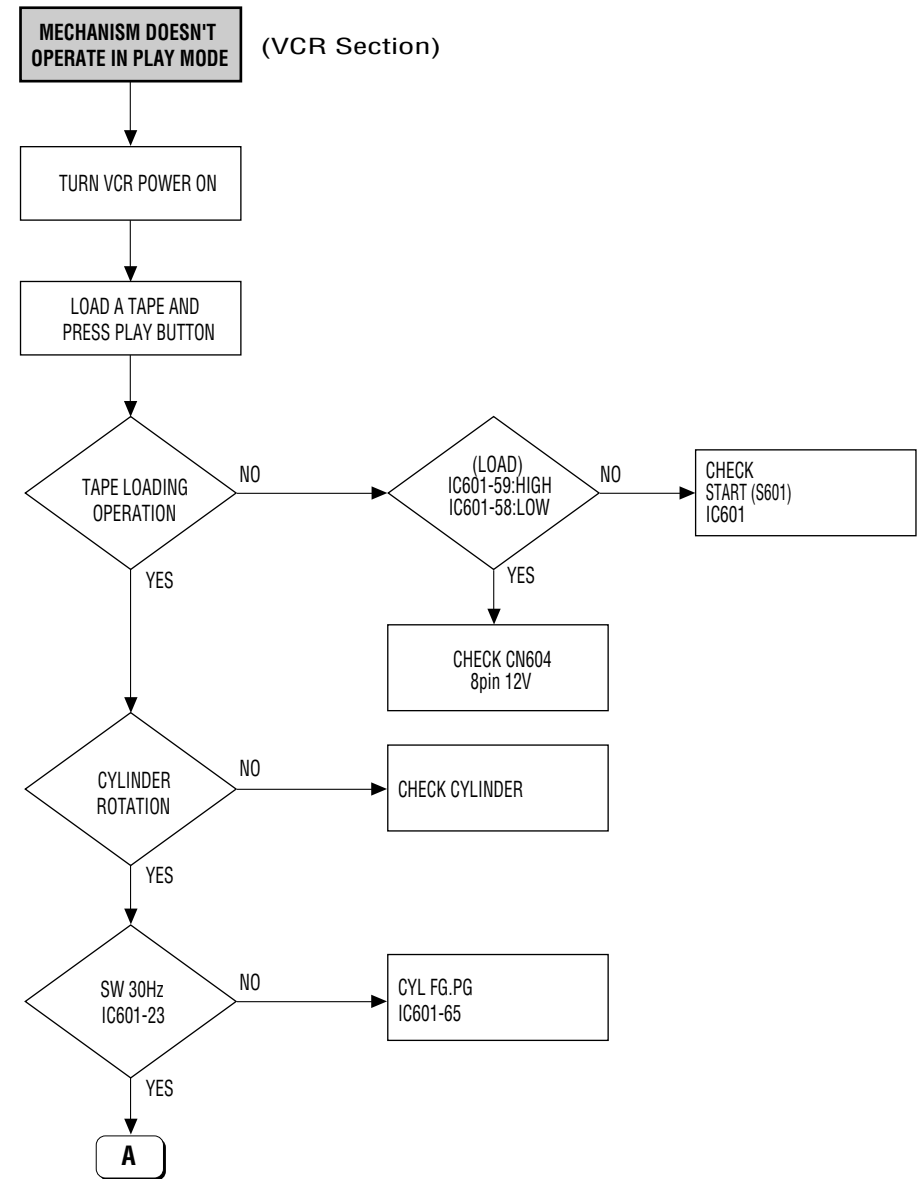 MECHANISM DOESN'T
OPERATE IN PLAY MODE
(VCR Section)
TURN VCR POWER ON
LOAD A TAPE AND
PRESS PLAY BUTTON
TAPE LOADING
OPERATION
NO
(LOAD)
IC601-59:HIGH
IC601-58:LOW
NO
CHECK
START (S601)
IC601
YES
YES
CHECK CN604
8pin 12V
CYLINDER
ROTATION
NO
CHECK CYLINDER
YES
SW 30Hz
IC601-23
NO
CYL FG.PG
IC601-65
YES
A